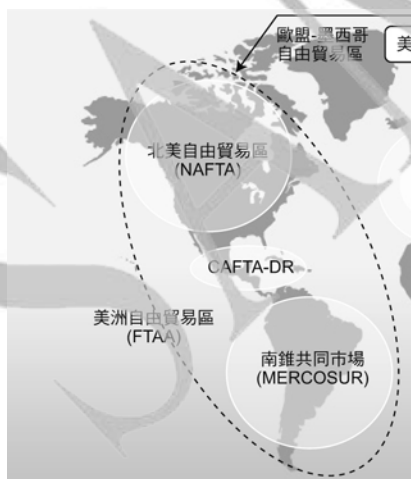 歐盟-墨西哥
自由貿易區
美
北美自由貿易區
(NAFTA)
CAFTA-DR
美洲自由貿易區
(FTAA)
南錐共同市場
(MERCOSUR)